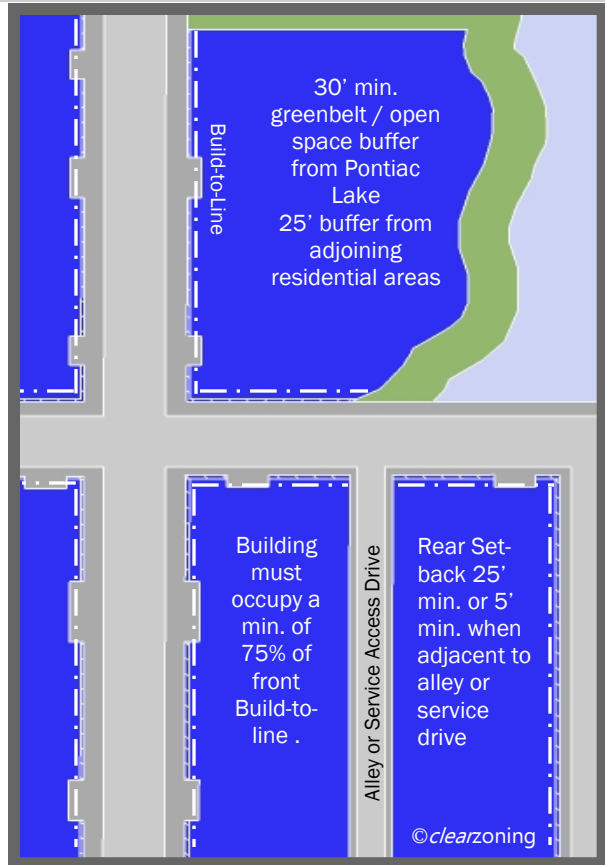 30' min.
greenbelt / open
space buffer
from Pontiac
Lake
25' buffer from
adjoining
residential areas
Build-to-Line
Building
must
occupy a
min. of
75% of
front
Build-to-
line .
Alley or Service Access Drive
Rear Set-
back 25'
min. or 5'
min. when
adjacent to
alley or
service
drive
©clearzoning